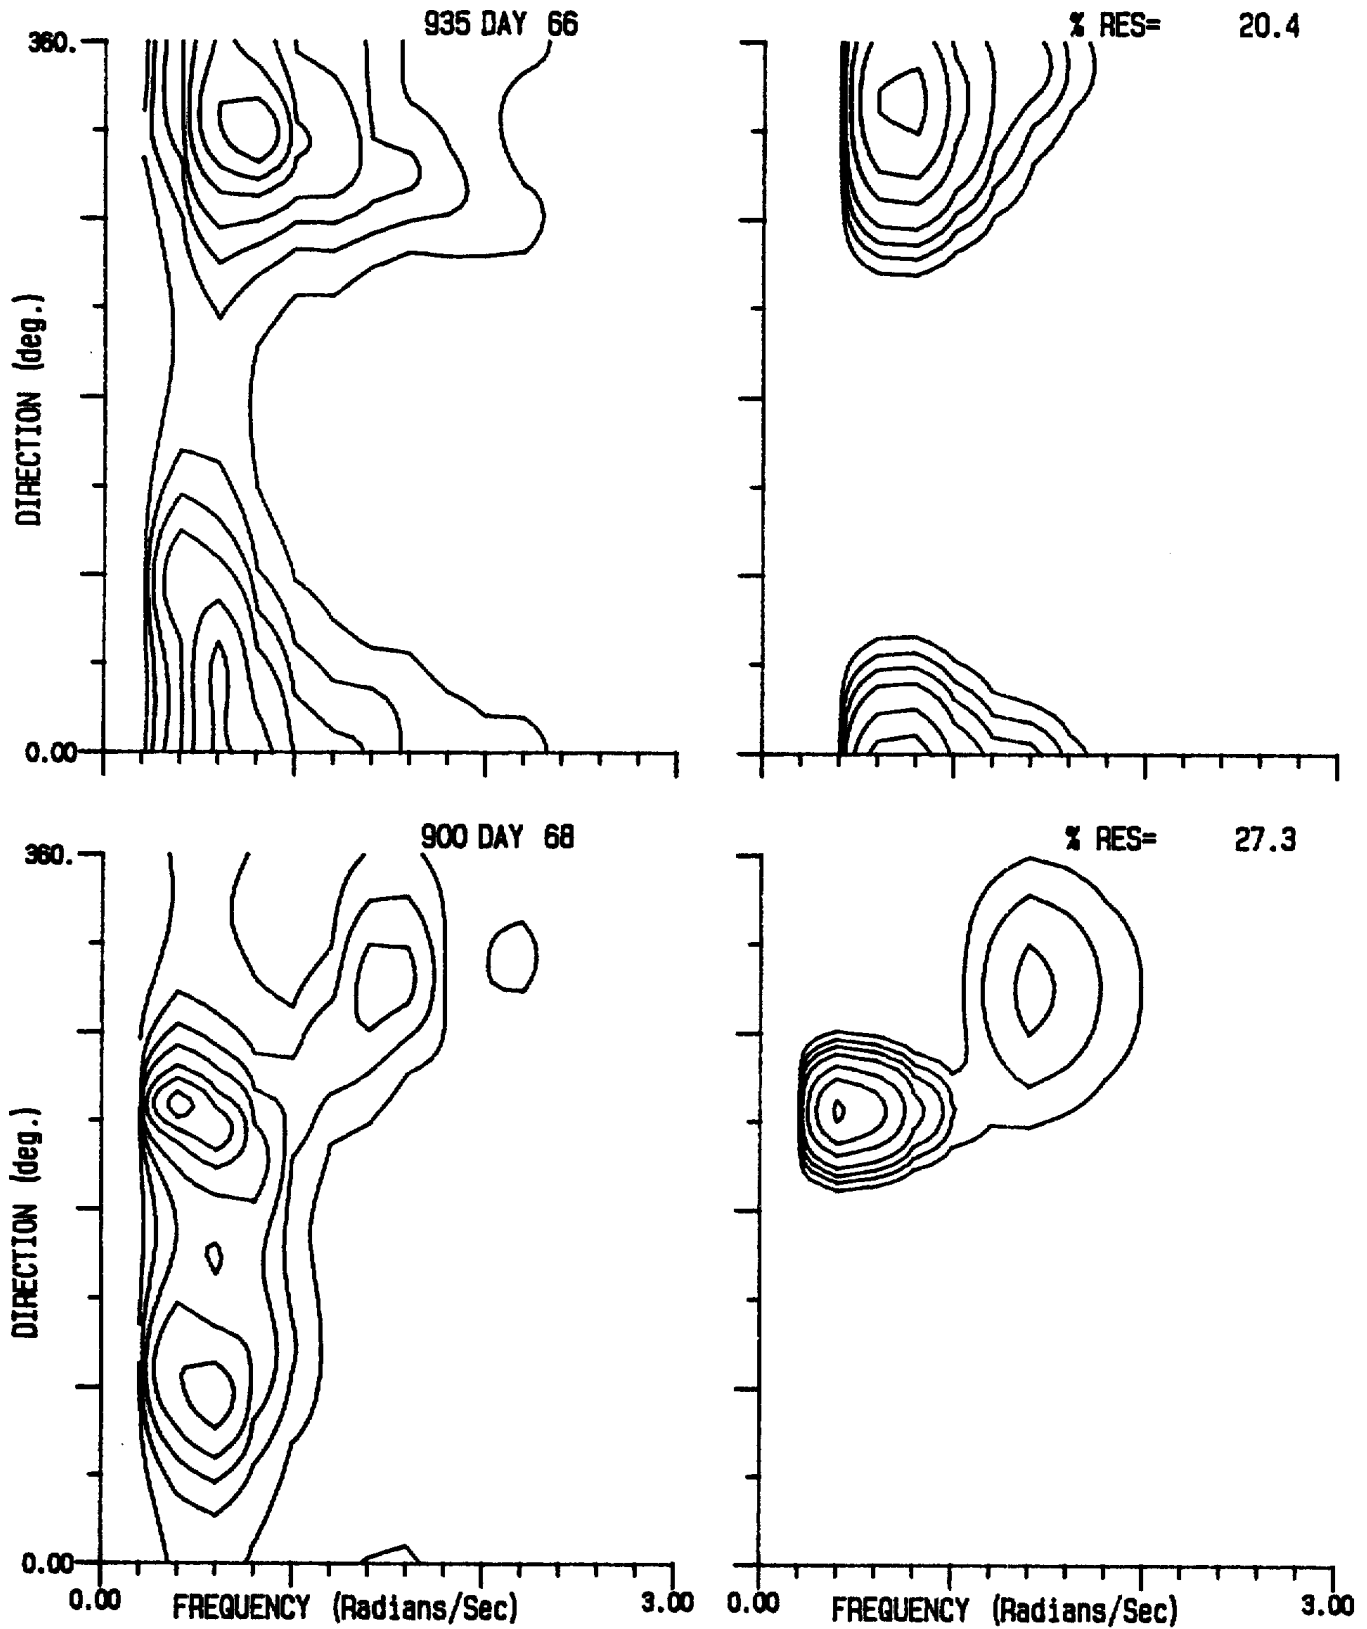 935 DAY 66
% RES= 20.4
360.
DIRECTION (deg.)
0.00
900 DAY 68
% RES= 27.3
360.
DIRECTION (deg.)
0.00
0.00 FREQUENCY (Radians/Sec) 3.00
0.00 FREQUENCY (Radians/Sec) 3.00